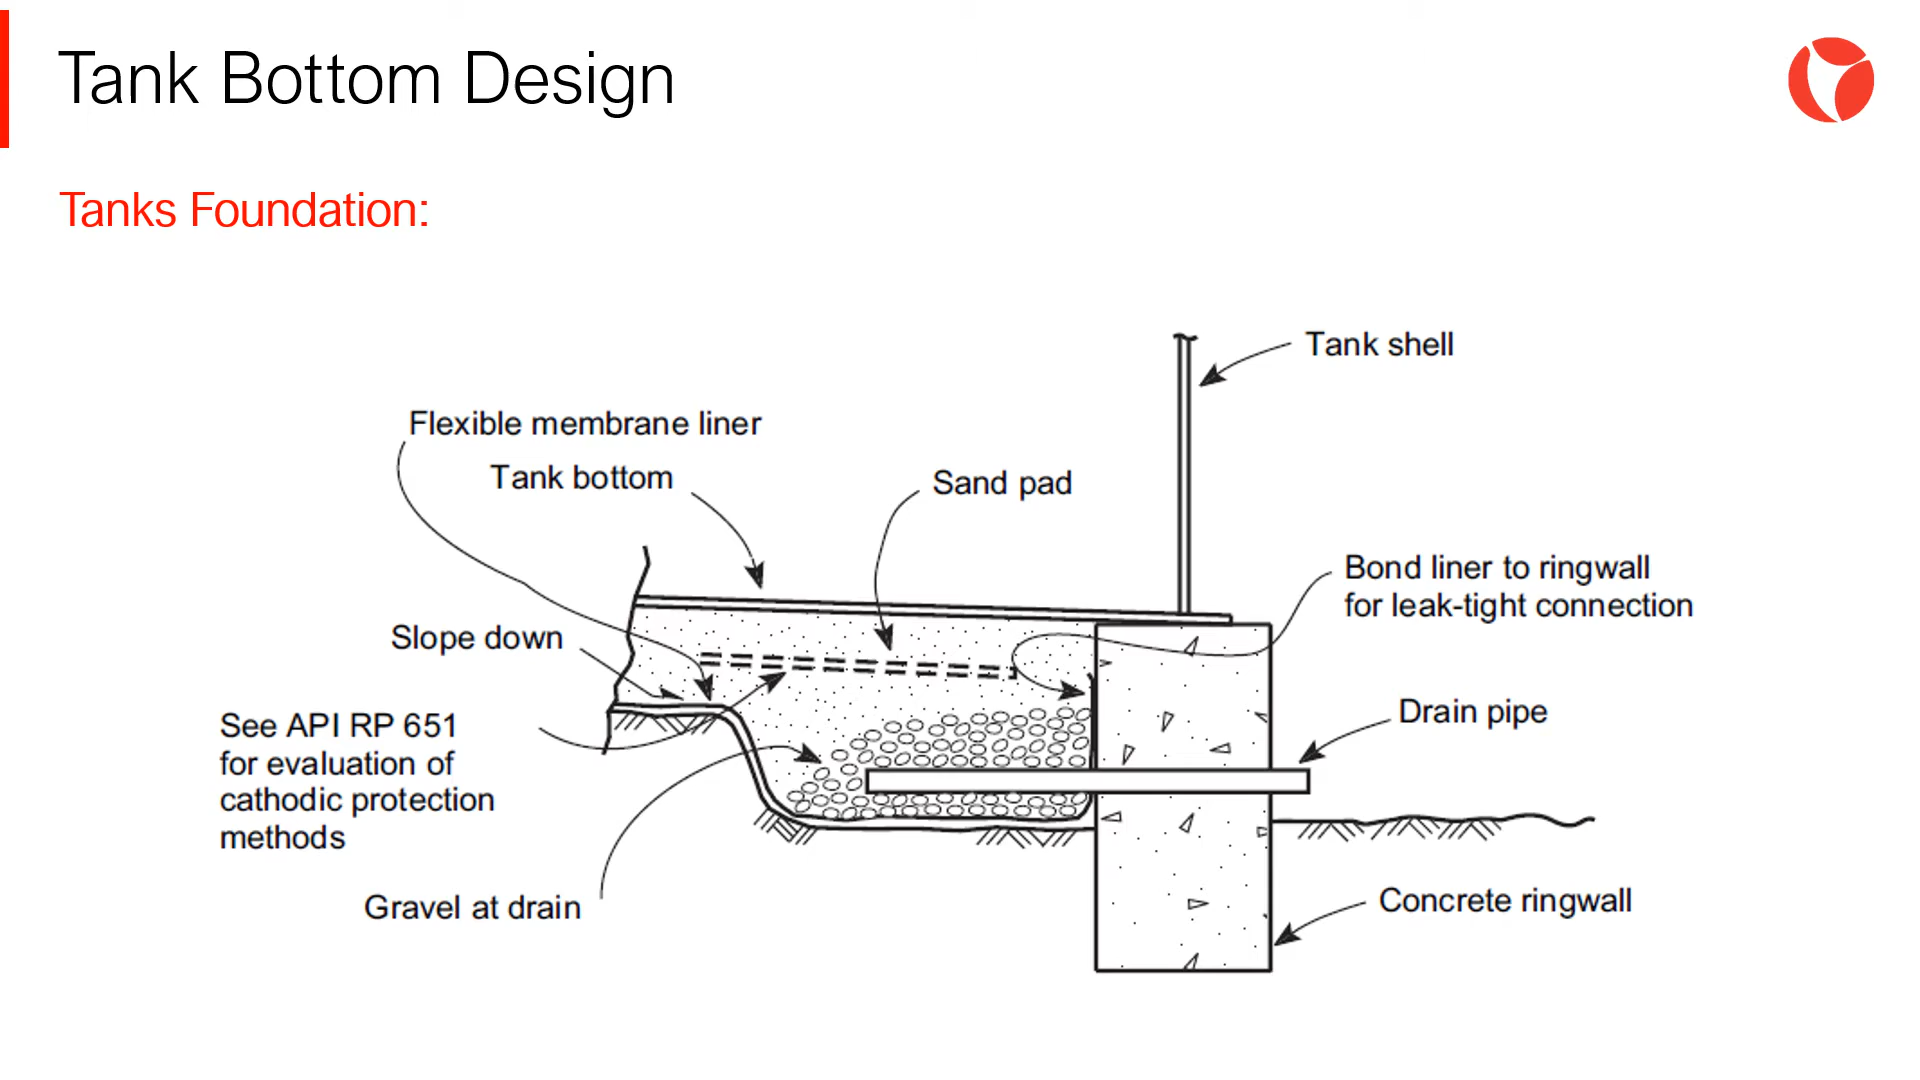 Tank Bottom Design
Tanks Foundation:
Tank shell
Flexible membrane liner
Tank bottom
Sand pad
Bond liner to ringwall
for leak-tight connection
Slope down
See API RP 651
for evaluation of
cathodic protection
methods
Drain pipe
Gravel at drain
Concrete ringwall